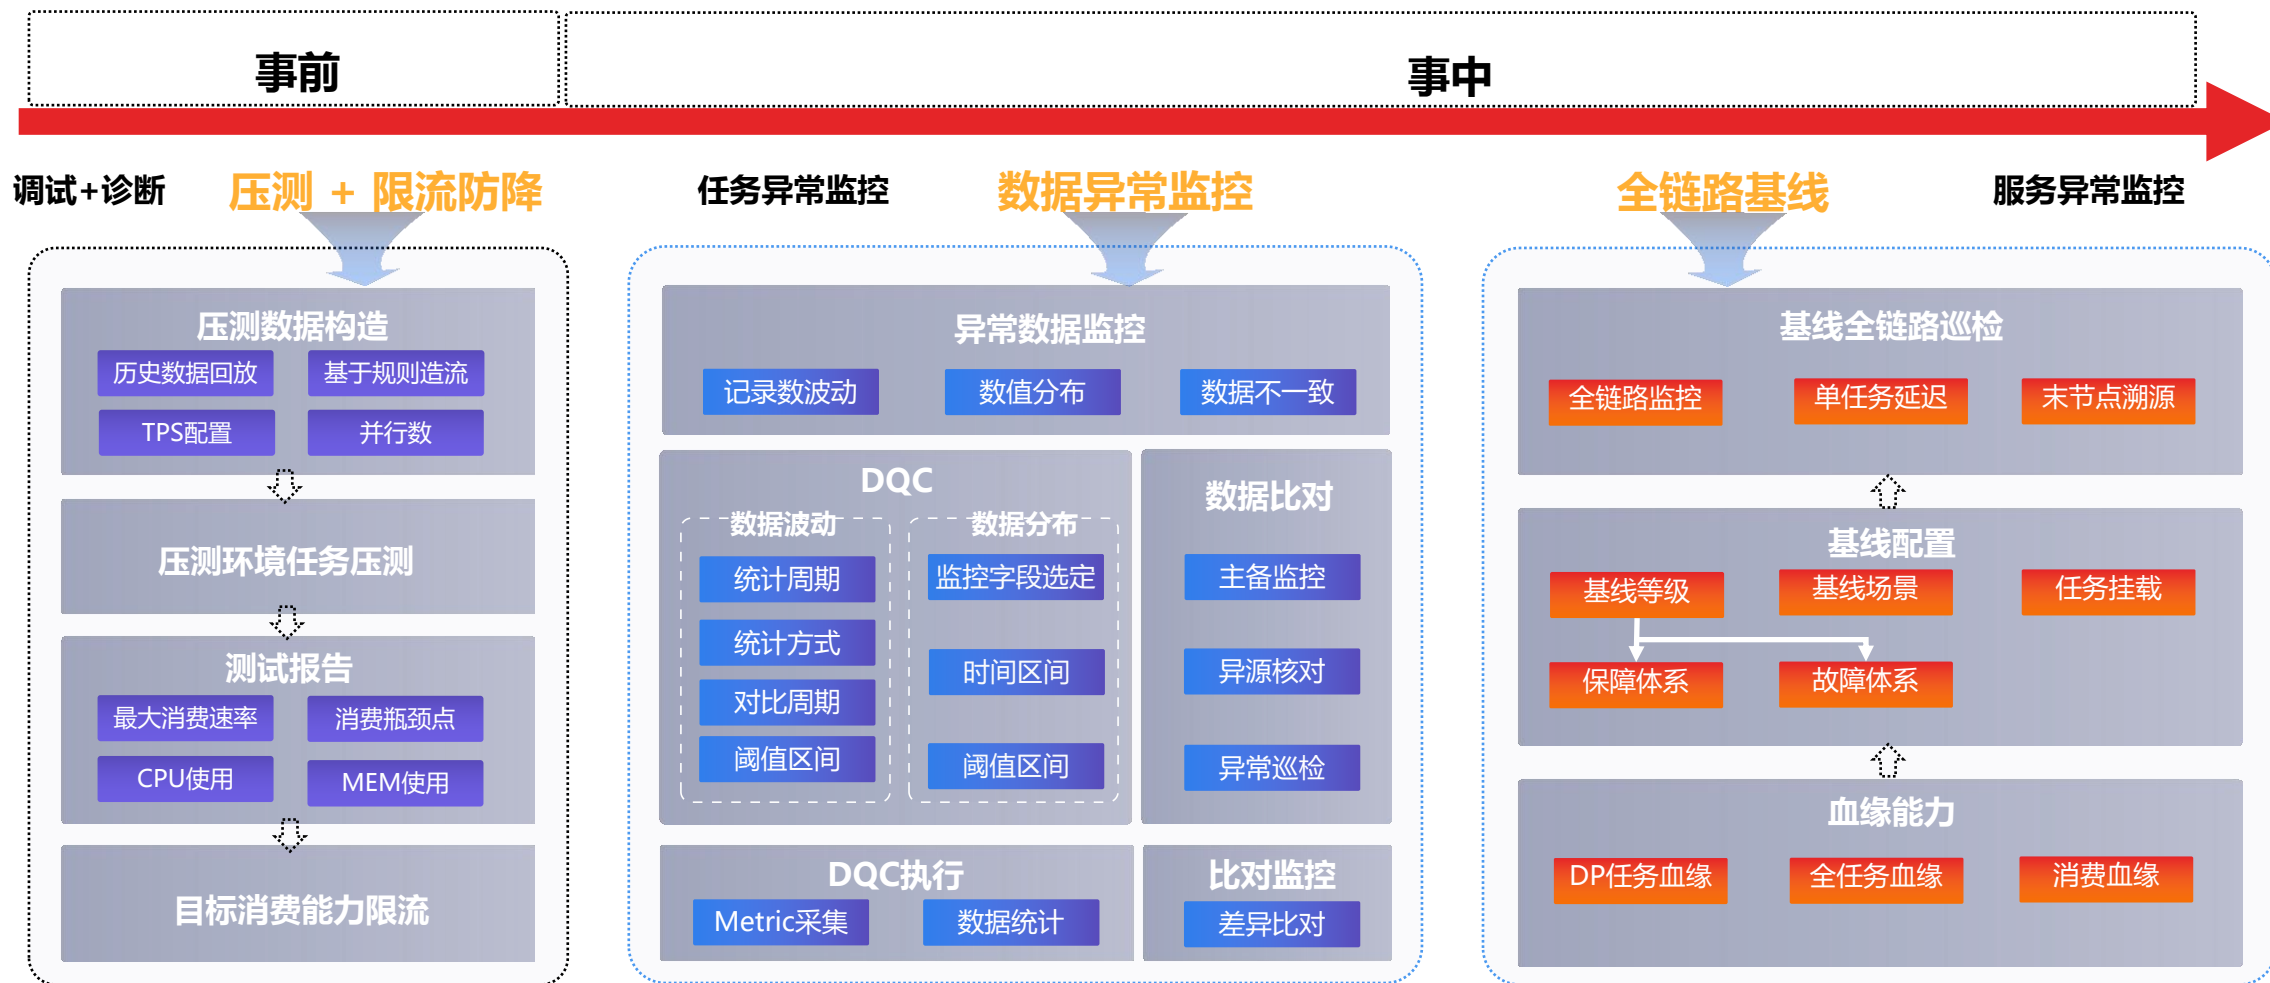 事前
事中
调试+诊断
压测 + 限流防降
任务异常监控
数据异常监控
全链路基线
服务异常监控
压测数据构造
历史数据回放
基于规则造流
TPS配置
并行数
压测环境任务压测
测试报告
最大消费速率
消费瓶颈点
CPU使用
MEM使用
目标消费能力限流
异常数据监控
记录数波动
数值分布
数据不一致
DQC
数据波动
统计周期
统计方式
对比周期
阈值区间
数据分布
监控字段选定
时间区间
阈值区间
数据比对
主备监控
异源核对
异常巡检
DQC执行
Metric采集
数据统计
比对监控
差异比对
基线全链路巡检
全链路监控
单任务延迟
末节点溯源
基线配置
基线等级
基线场景
任务挂载
保障体系
故障体系
血缘能力
DP任务血缘
全任务血缘
消费血缘